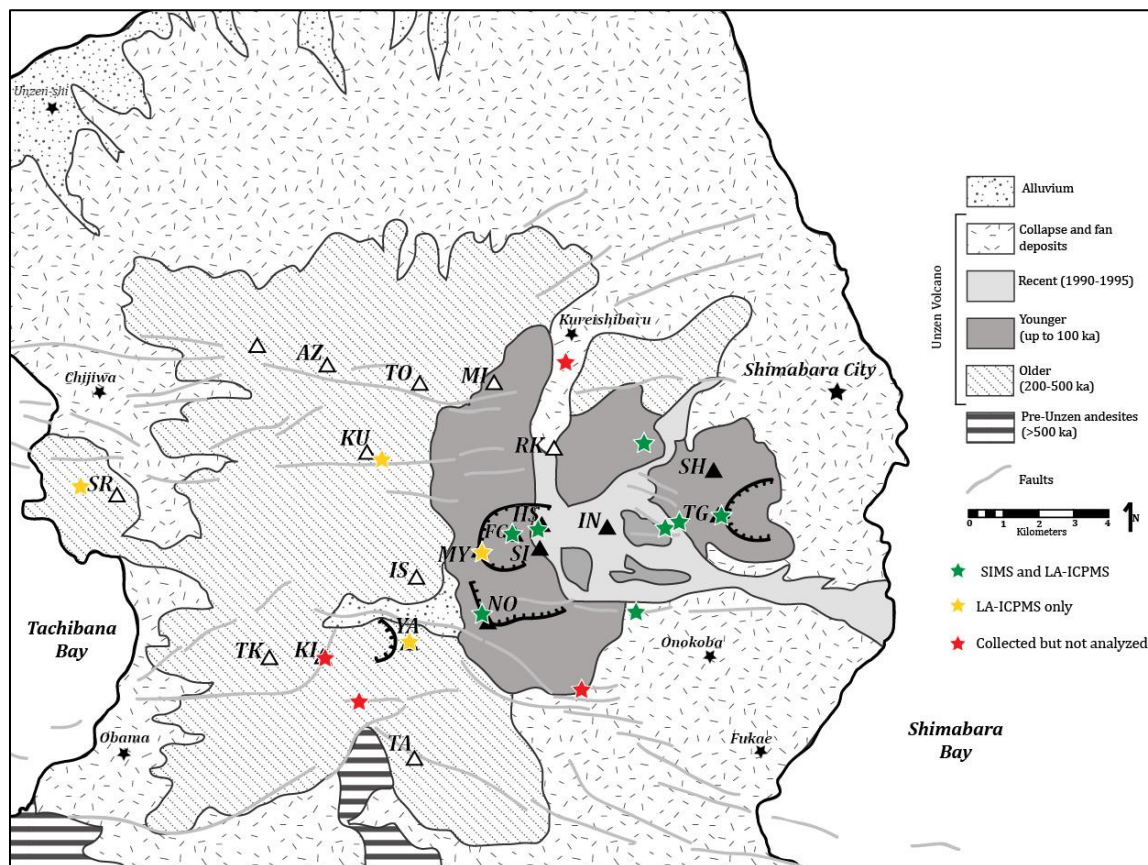 Unzen-shi
Kureishibaru
Chijiwa
AZ
TO
MI
Shimabara City
KU
RK
SH
SR
TG
HS
FG
IN
MY
SI
IS
NO
Tachibana
Bay
YA
TK
KI
Onokoba
Obama
TA
Fukae
Shimabara
Bay
Alluvium
Unzen Volcano
Collapse and fan
deposits
Recent (1990-1995)
Younger
(up to 100 ka)
Older
(200-500 ka)
Pre-Unzen andesites
(>500 ka)
Faults
0 1 2 3 4
Kilometers
N
SIMS and LA-ICPMS
LA-ICPMS only
Collected but not analyzed